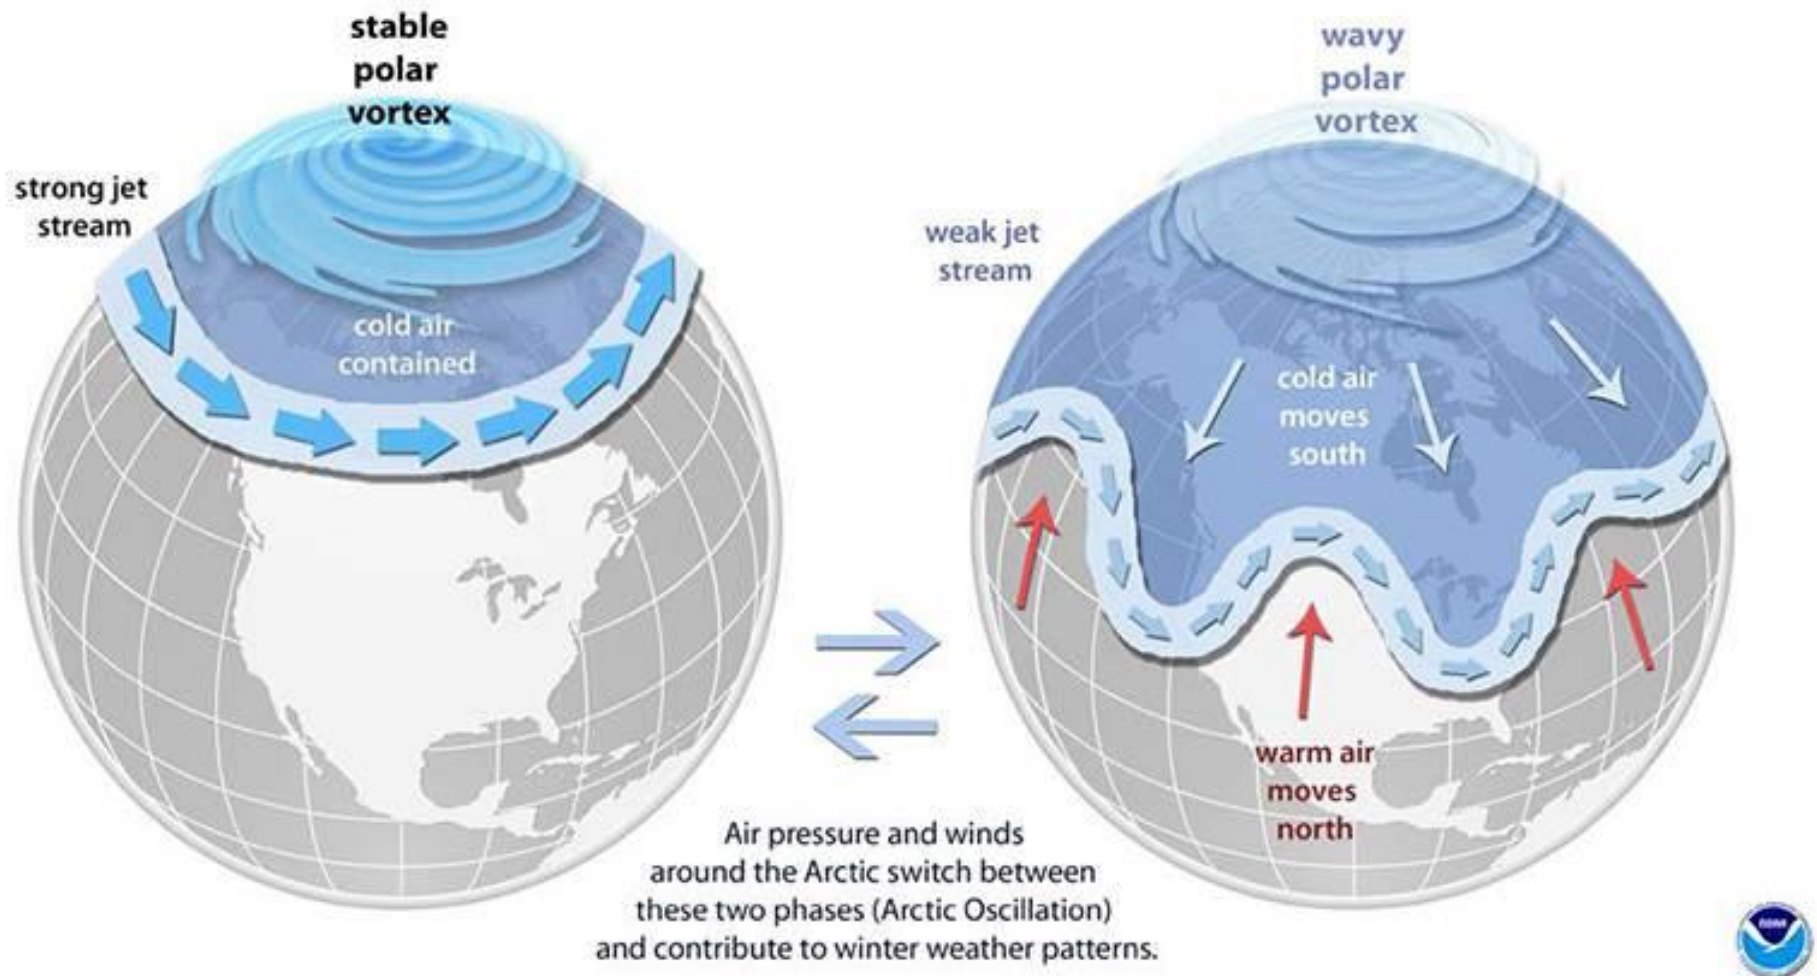 stable
polar
vortex
strong jet
stream
cold air
contained
wavy
polar
vortex
weak jet
stream
cold air
moves
south
warm air
moves
north
Air pressure and winds
around the Arctic switch between
these two phases (Arctic Oscillation)
and contribute to winter weather patterns.